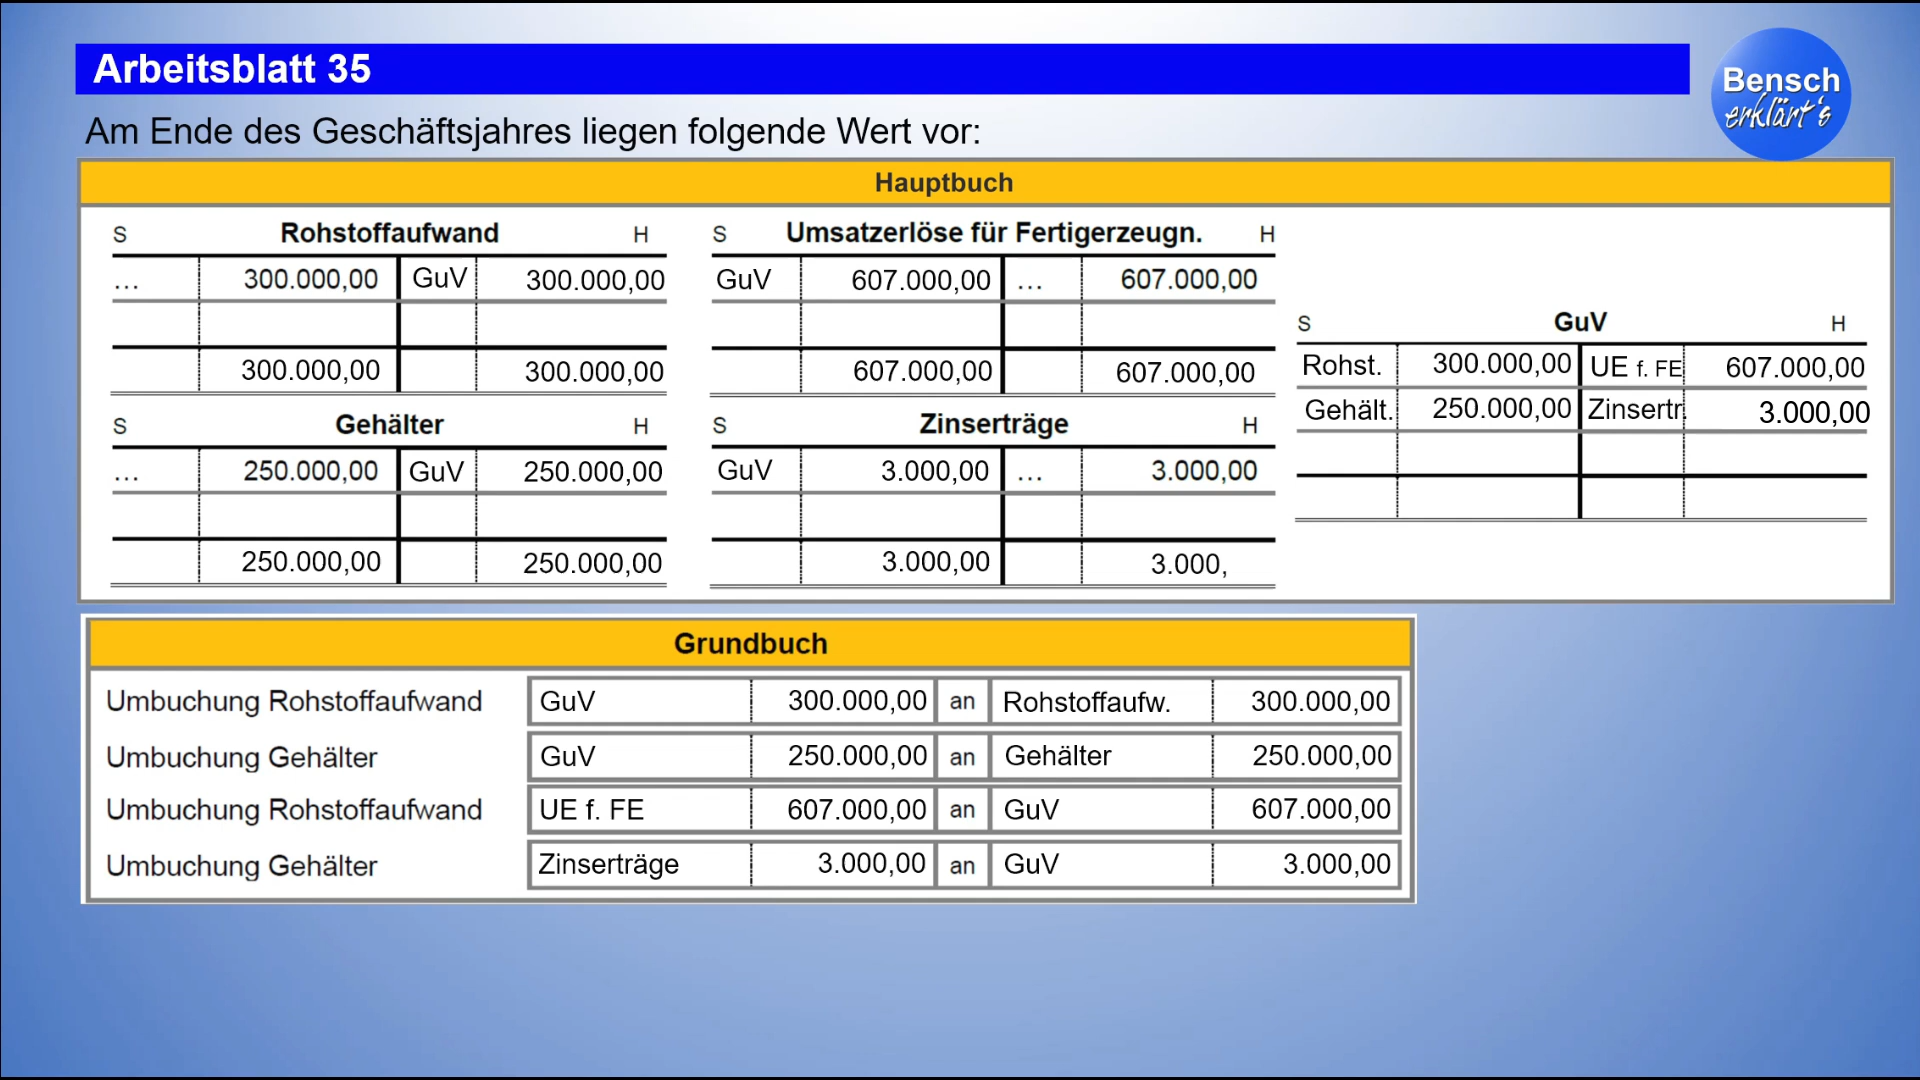 Arbeitsblatt 35
Bensch
erklärt's
Am Ende des Geschäftsjahres liegen folgende Wert vor:
Hauptbuch
S Rohstoffaufwand H
... 300.000,00 GuV 300.000,00
300.000,00 300.000,00
S Umsatzerlöse für Fertigerzeugn. H
GuV 607.000,00 ... 607.000,00
607.000,00 607.000,00
S Gehälter H
... 250.000,00 GuV 250.000,00
250.000,00 250.000,00
S Zinserträge H
GuV 3.000,00 ... 3.000,00
3.000,00 3.000,
S GuV H
Rohst. 300.000,00 UE f. FE 607.000,00
Gehält. 250.000,00 Zinsertr. 3.000,00
Grundbuch
Umbuchung Rohstoffaufwand GuV 300.000,00 an Rohstoffaufw. 300.000,00
Umbuchung Gehälter GuV 250.000,00 an Gehälter 250.000,00
Umbuchung Rohstoffaufwand UE f. FE 607.000,00 an GuV 607.000,00
Umbuchung Gehälter Zinserträge 3.000,00 an GuV 3.000,00